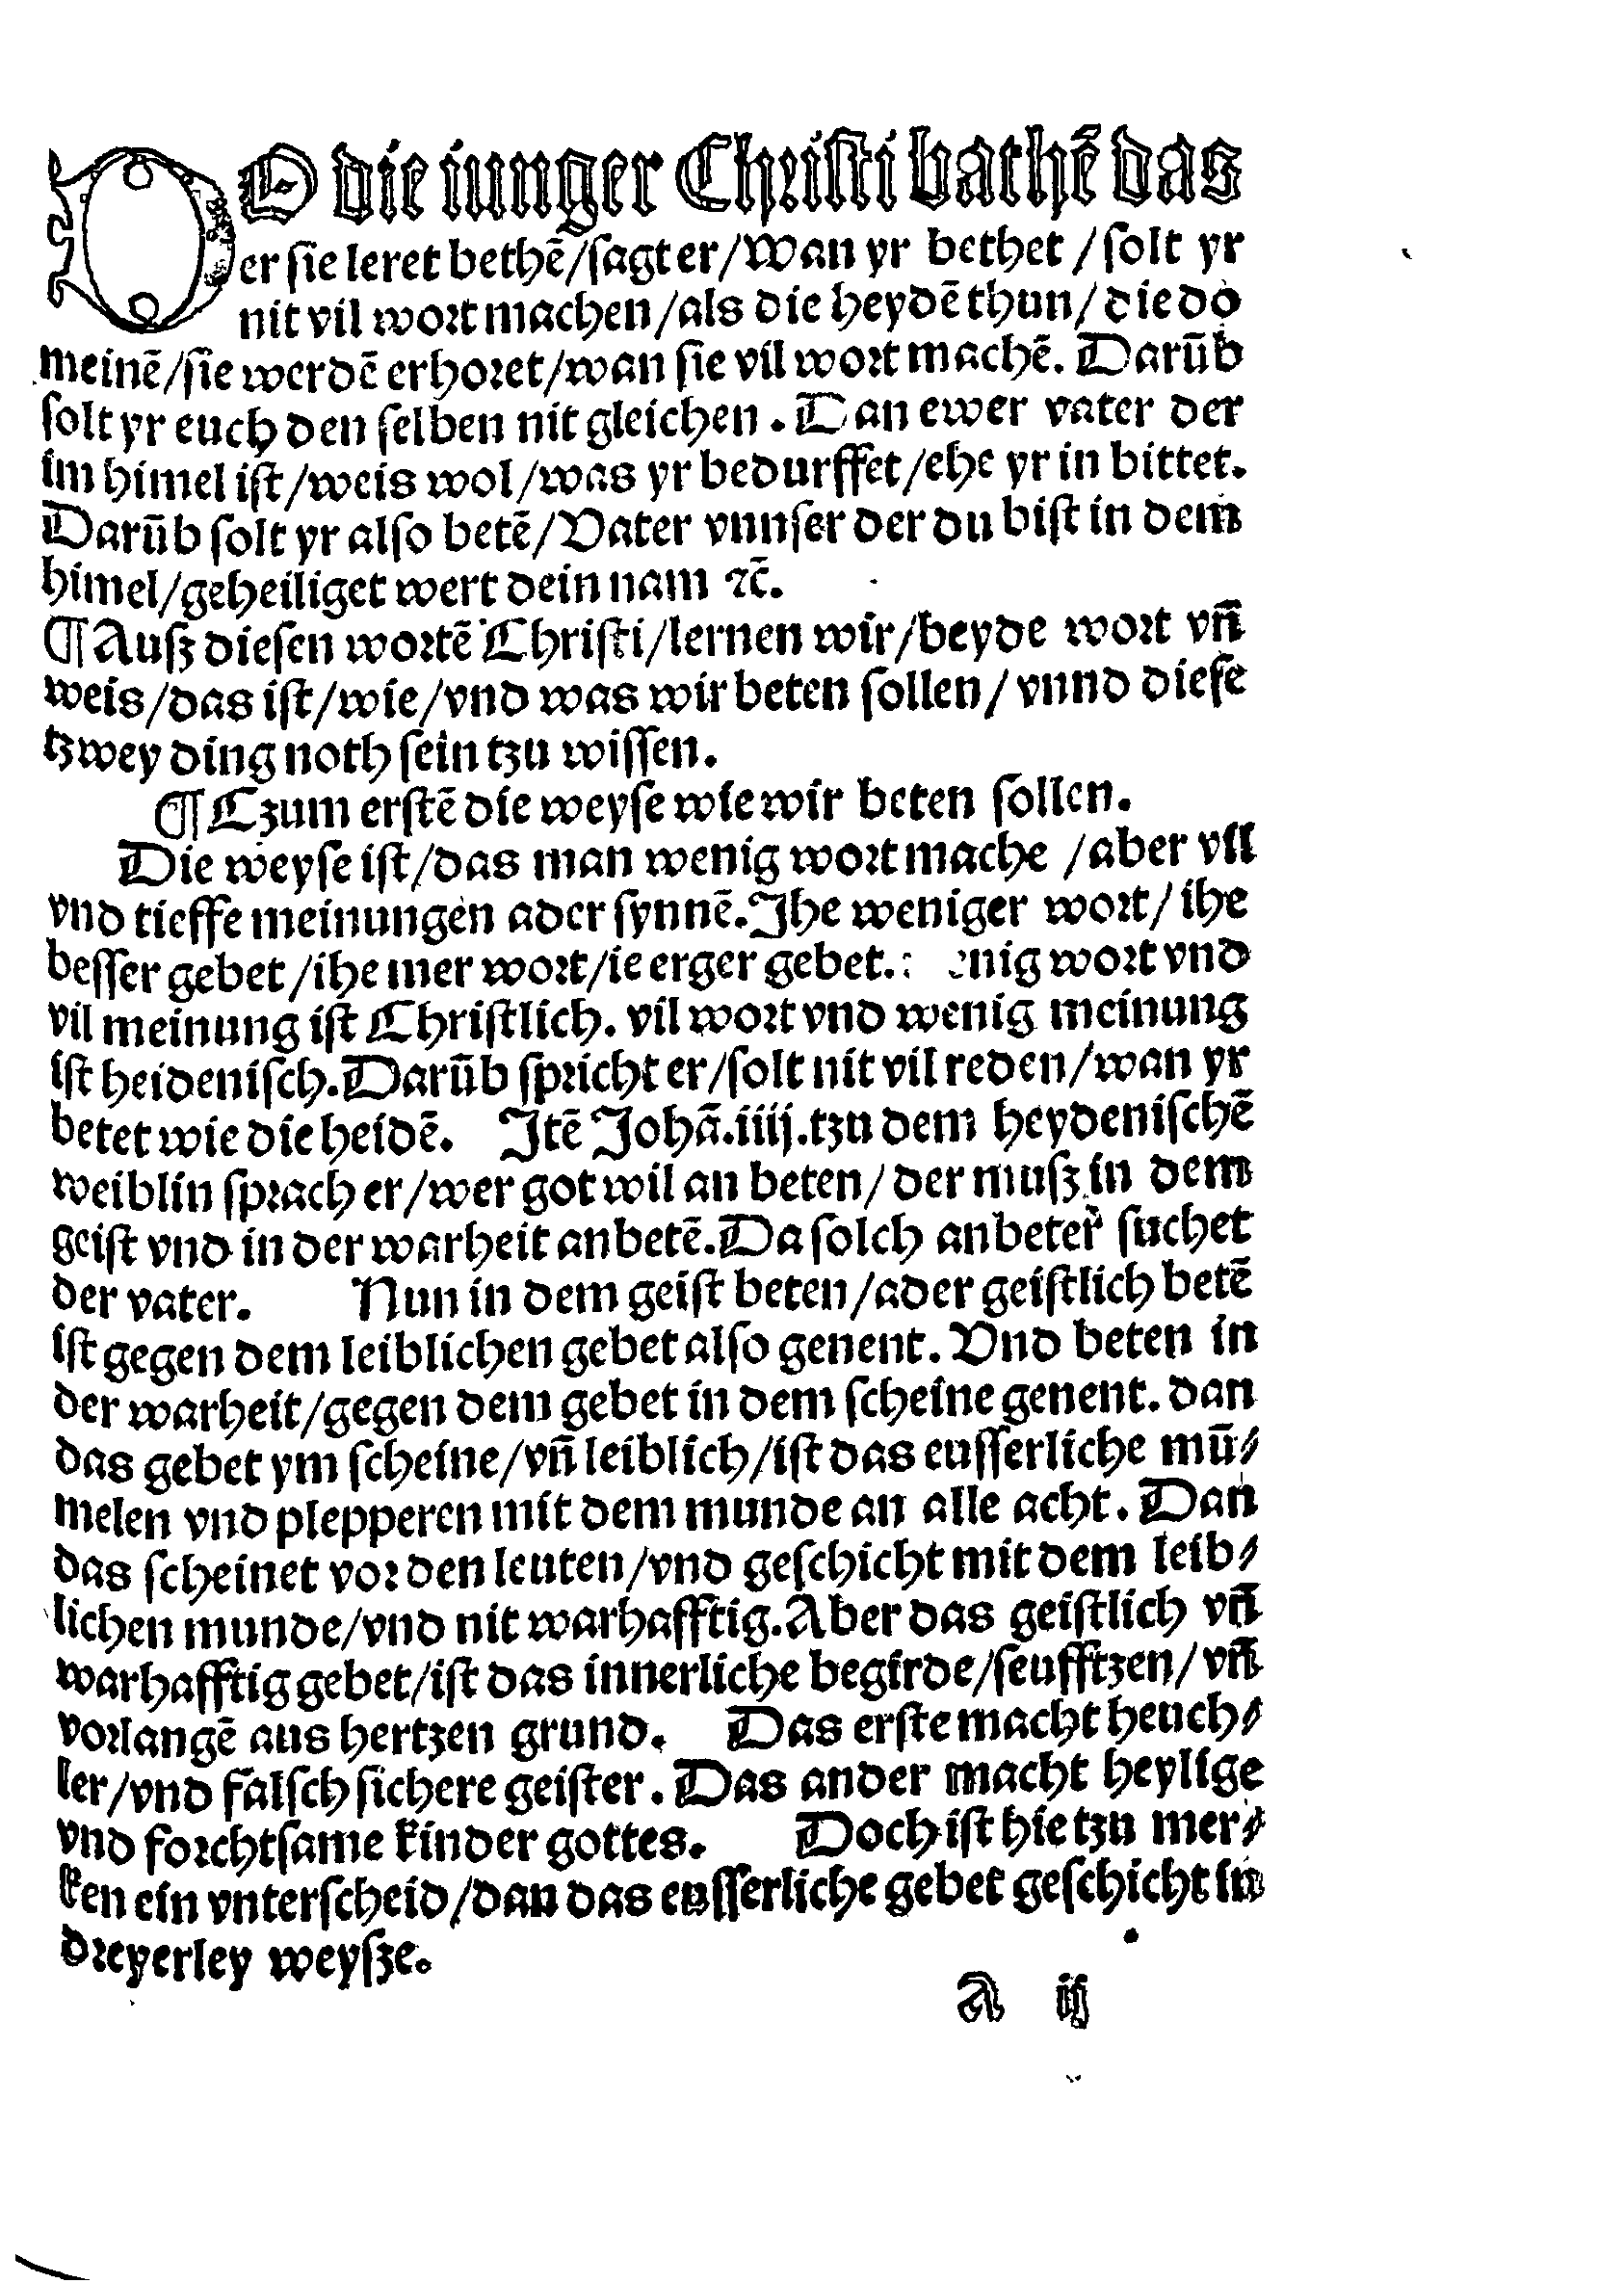 DO die iunger Christi bathē das
er sie leret bethē/sagt er/Wan yr bethet /solt yr
nit vil wort machen/als die heydē thun/ die do
meinē/sie werdē erhoret/wan sie vil wort machē. Darūb
solt yr euch den selben nit gleichen. Dan ewer vater der
im himel ist/weis wol/was yr bedurffet/ehe yr in bittet.
Darūb solt yr also betē/Vater vnnser der du bist in dem
himel/geheiliget wert dein nam ⁊c̄.
¶Ausz diesen wortē Christi/lernen wir/beyde wort vn̄
weis/das ist/wie/vnd was wir beten sollen/ vnnd diese
tzwey ding noth sein tzu wissen.
¶Czum erstē die weyse wie wir beten sollen.
Die weyse ist/das man wenig wort mache /aber vil
vnd tieffe meinungen ader synnē.Jhe weniger wort/ ihe
besser gebet/ihe mer wort/ie erger gebet. enig wort vnd
vil meinung ist Christlich. vil wort vnd wenig meinung
ist heidenisch.Darūb spricht er/solt nit vil reden/wan yr
betet wie die heidē. Jtē Johā.iiij.tzu dem heydenischē
weiblin sprach er/wer got wil an beten/ der musz in dem
geist vnd in der warheit anbetē.Da solch anbeter suchet
der vater. Nun in dem geist beten/ader geistlich betē
ist gegen dem leiblichen gebet also genent. Vnd beten in
der warheit/gegen dem gebet in dem scheine genent. dan
das gebet ym scheine/vn̄ leiblich/ist das eusserliche mū⸗
melen vnd plepperen mit dem munde an alle acht. Dan
das scheinet vor den leuten/vnd geschicht mit dem leib⸗
lichen munde/vnd nit warhafftig.Aber das geistlich vn̄
warhafftig gebet/ist das innerliche begirde/seufftzen/ vn̄
vorlangē aus hertzen grund. Das erste macht heuch⸗
ler/vnd falsch sichere geister. Das ander macht heylige
vnd forchtsame kinder gottes. Doch ist hie tzu mer⸗
ken ein vnterscheid/dan das eusserliche gebet geschicht in
dreyerley weysze.
a ij